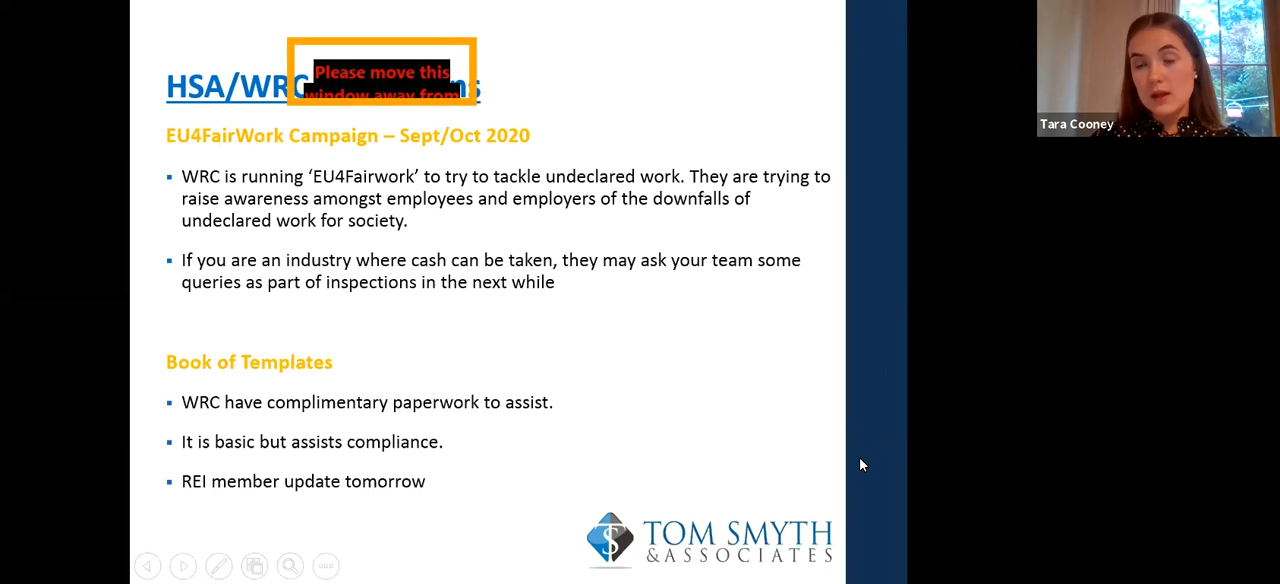 HSA/WRC
Please move this
window away from
EU4FairWork Campaign – Sept/Oct 2020
▪ WRC is running ‘EU4Fairwork’ to try to tackle undeclared work. They are trying to
raise awareness amongst employees and employers of the downfalls of
undeclared work for society.
▪ If you are an industry where cash can be taken, they may ask your team some
queries as part of inspections in the next while
Book of Templates
▪ WRC have complimentary paperwork to assist.
▪ It is basic but assists compliance.
▪ REI member update tomorrow
TOM SMYTH
& ASSOCIATES
Tara Cooney